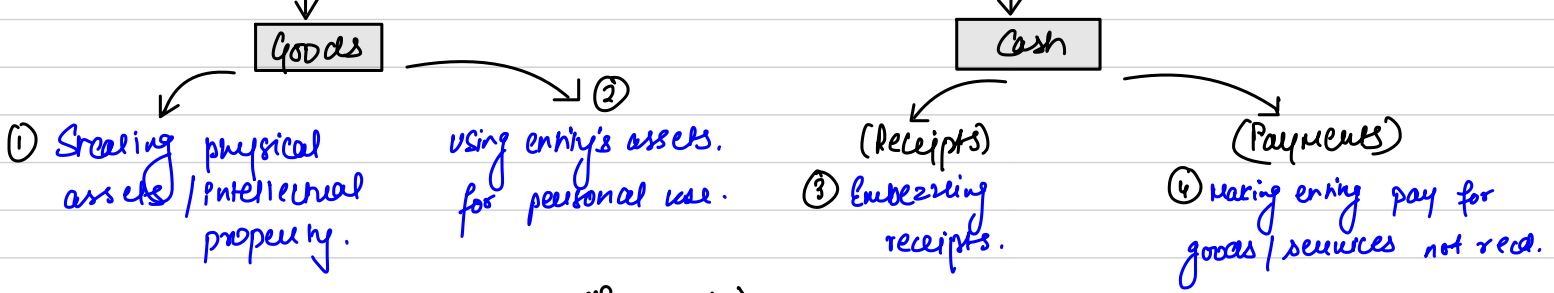 Goods
Cash
②
① Stealing physical
assets / intellectual
property.
using entity's assets.
for personal use.
(Receipts)
③ Embezzling
receipts.
(Payments)
④ Making entity pay for
goods / services not recd.